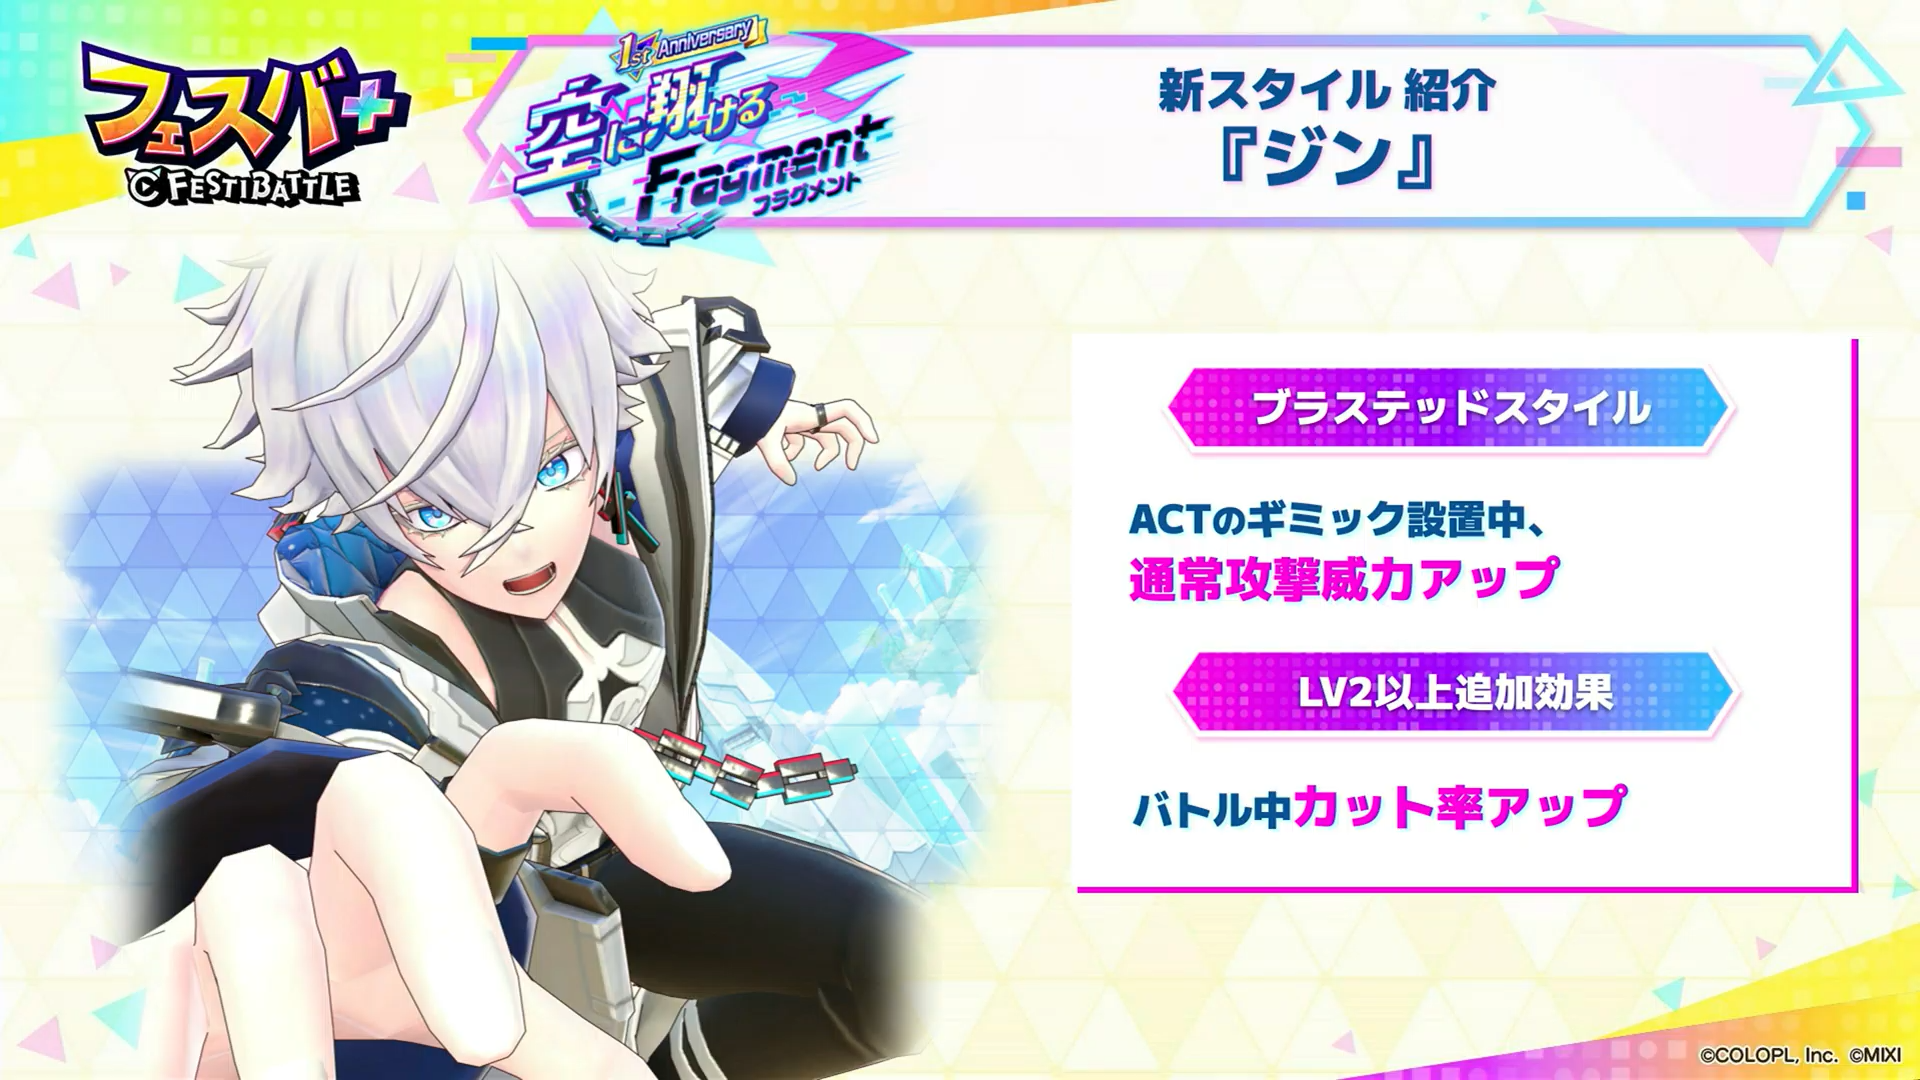 フェスバ+
FESTIBATTLE
1st Anniversary
空に翔ける
Fragment
フラグメント
新スタイル 紹介
『ジン』
ブラステッドスタイル
ACTのギミック設置中、
通常攻撃威力アップ
LV2以上追加効果
バトル中カット率アップ
©COLOPL, Inc. ©MIXI